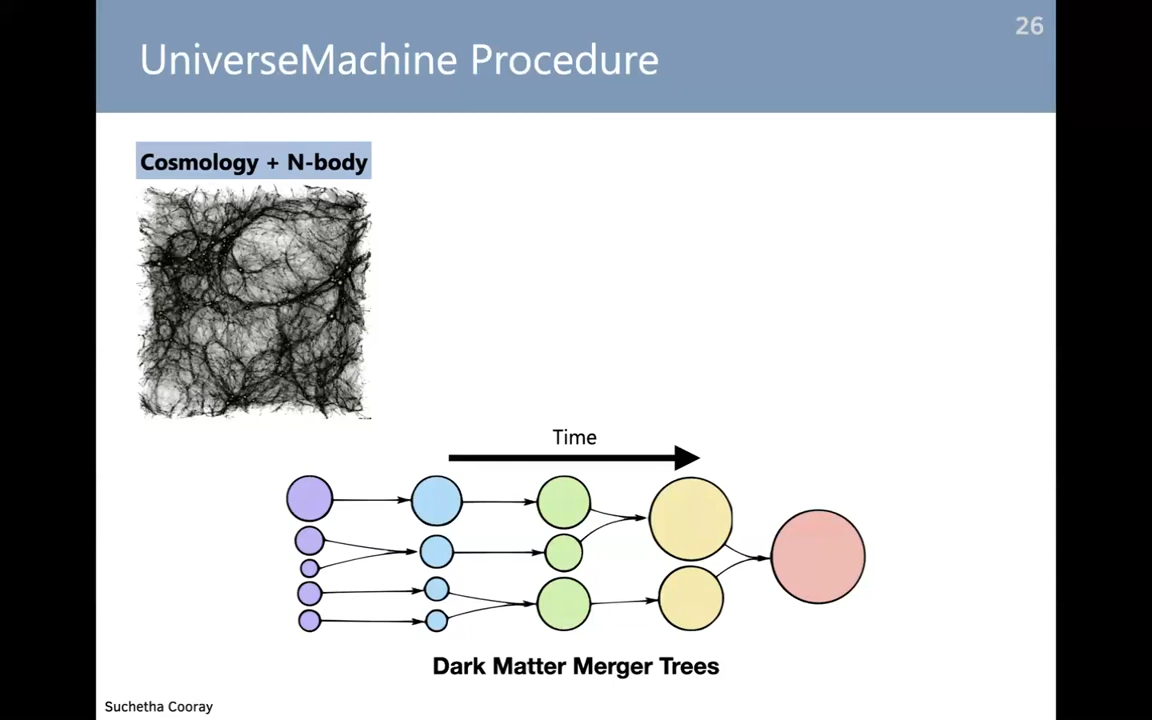 26
UniverseMachine Procedure
Cosmology + N-body
Time
Dark Matter Merger Trees
Suchetha Cooray